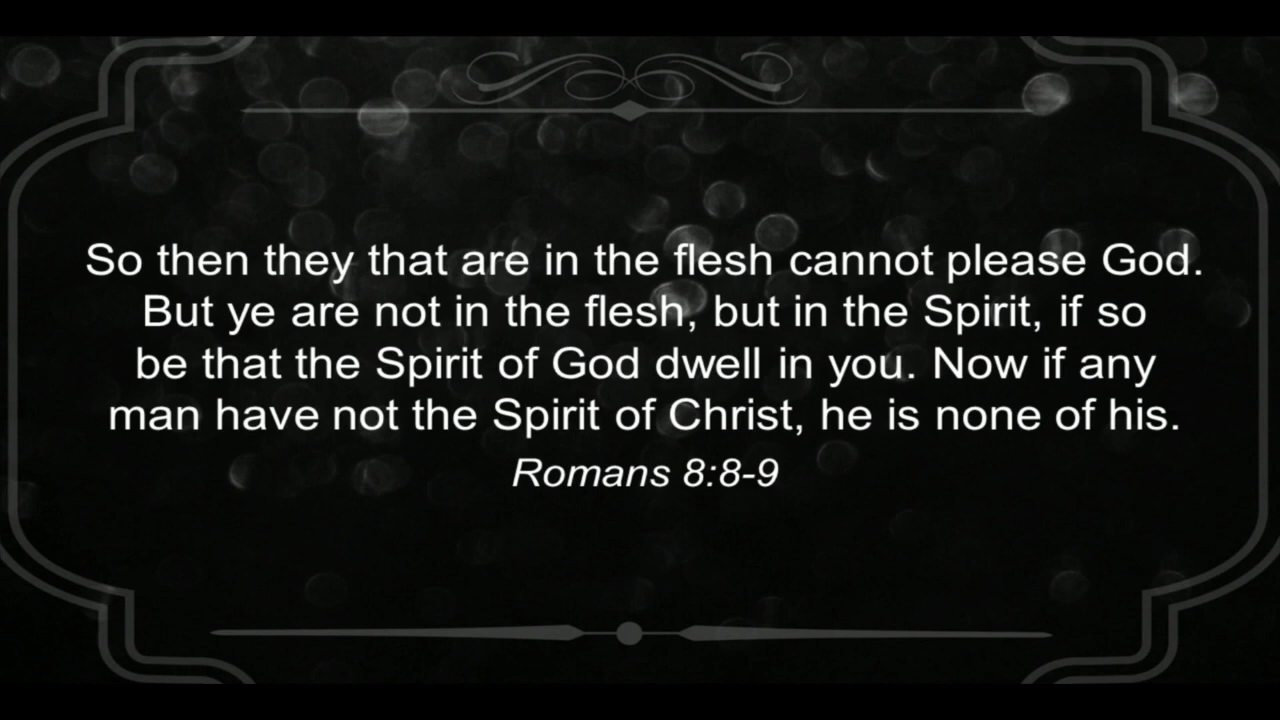 So then they that are in the flesh cannot please God.
But ye are not in the flesh, but in the Spirit, if so
be that the Spirit of God dwell in you. Now if any
man have not the Spirit of Christ, he is none of his.
Romans 8:8-9